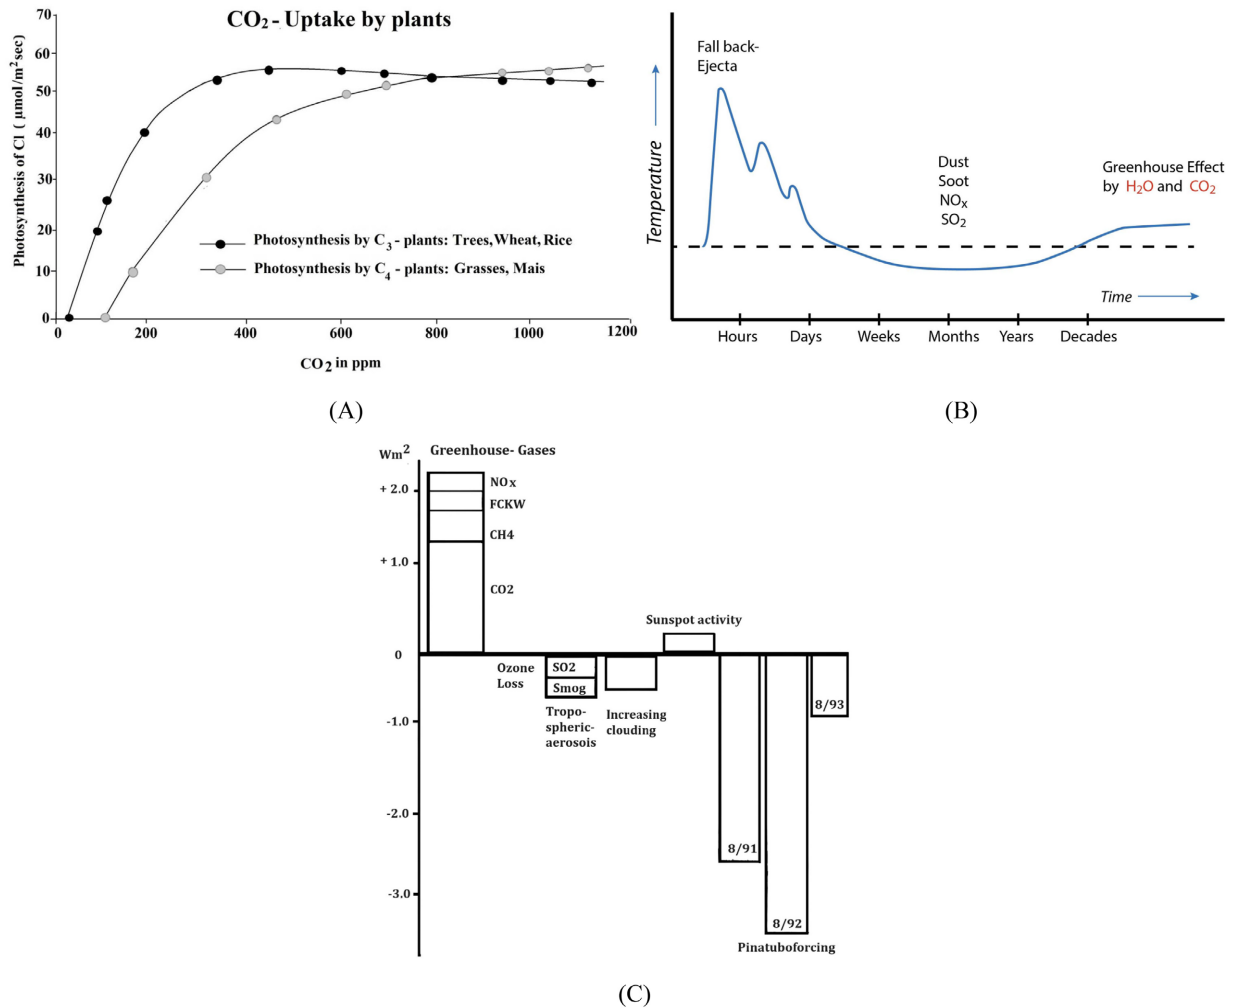 CO2 - Uptake by plants
70
60
50
40
30
20
10
0
Photosynthesis of Cl ( µmol/m²sec)
Photosynthesis by C3 - plants: Trees, Wheat, Rice
Photosynthesis by C4 - plants: Grasses, Mais
0
200
400
600
800
1000
1200
CO2 in ppm
(A)
Fall back-
Ejecta
Temperature
Dust
Soot
NOx
SO2
Greenhouse Effect
by H2O and CO2
Time
Hours
Days
Weeks
Months
Years
Decades
(B)
Wm2
Greenhouse- Gases
+ 2.0
+ 1.0
0
-1.0
-2.0
-3.0
NOx
FCKW
CH4
CO2
Sunspot activity
Ozone
Loss
SO2
Smog
Tropo-
spheric-
aerosois
Increasing
clouding
8/91
8/92
8/93
Pinatuboforcing
(C)